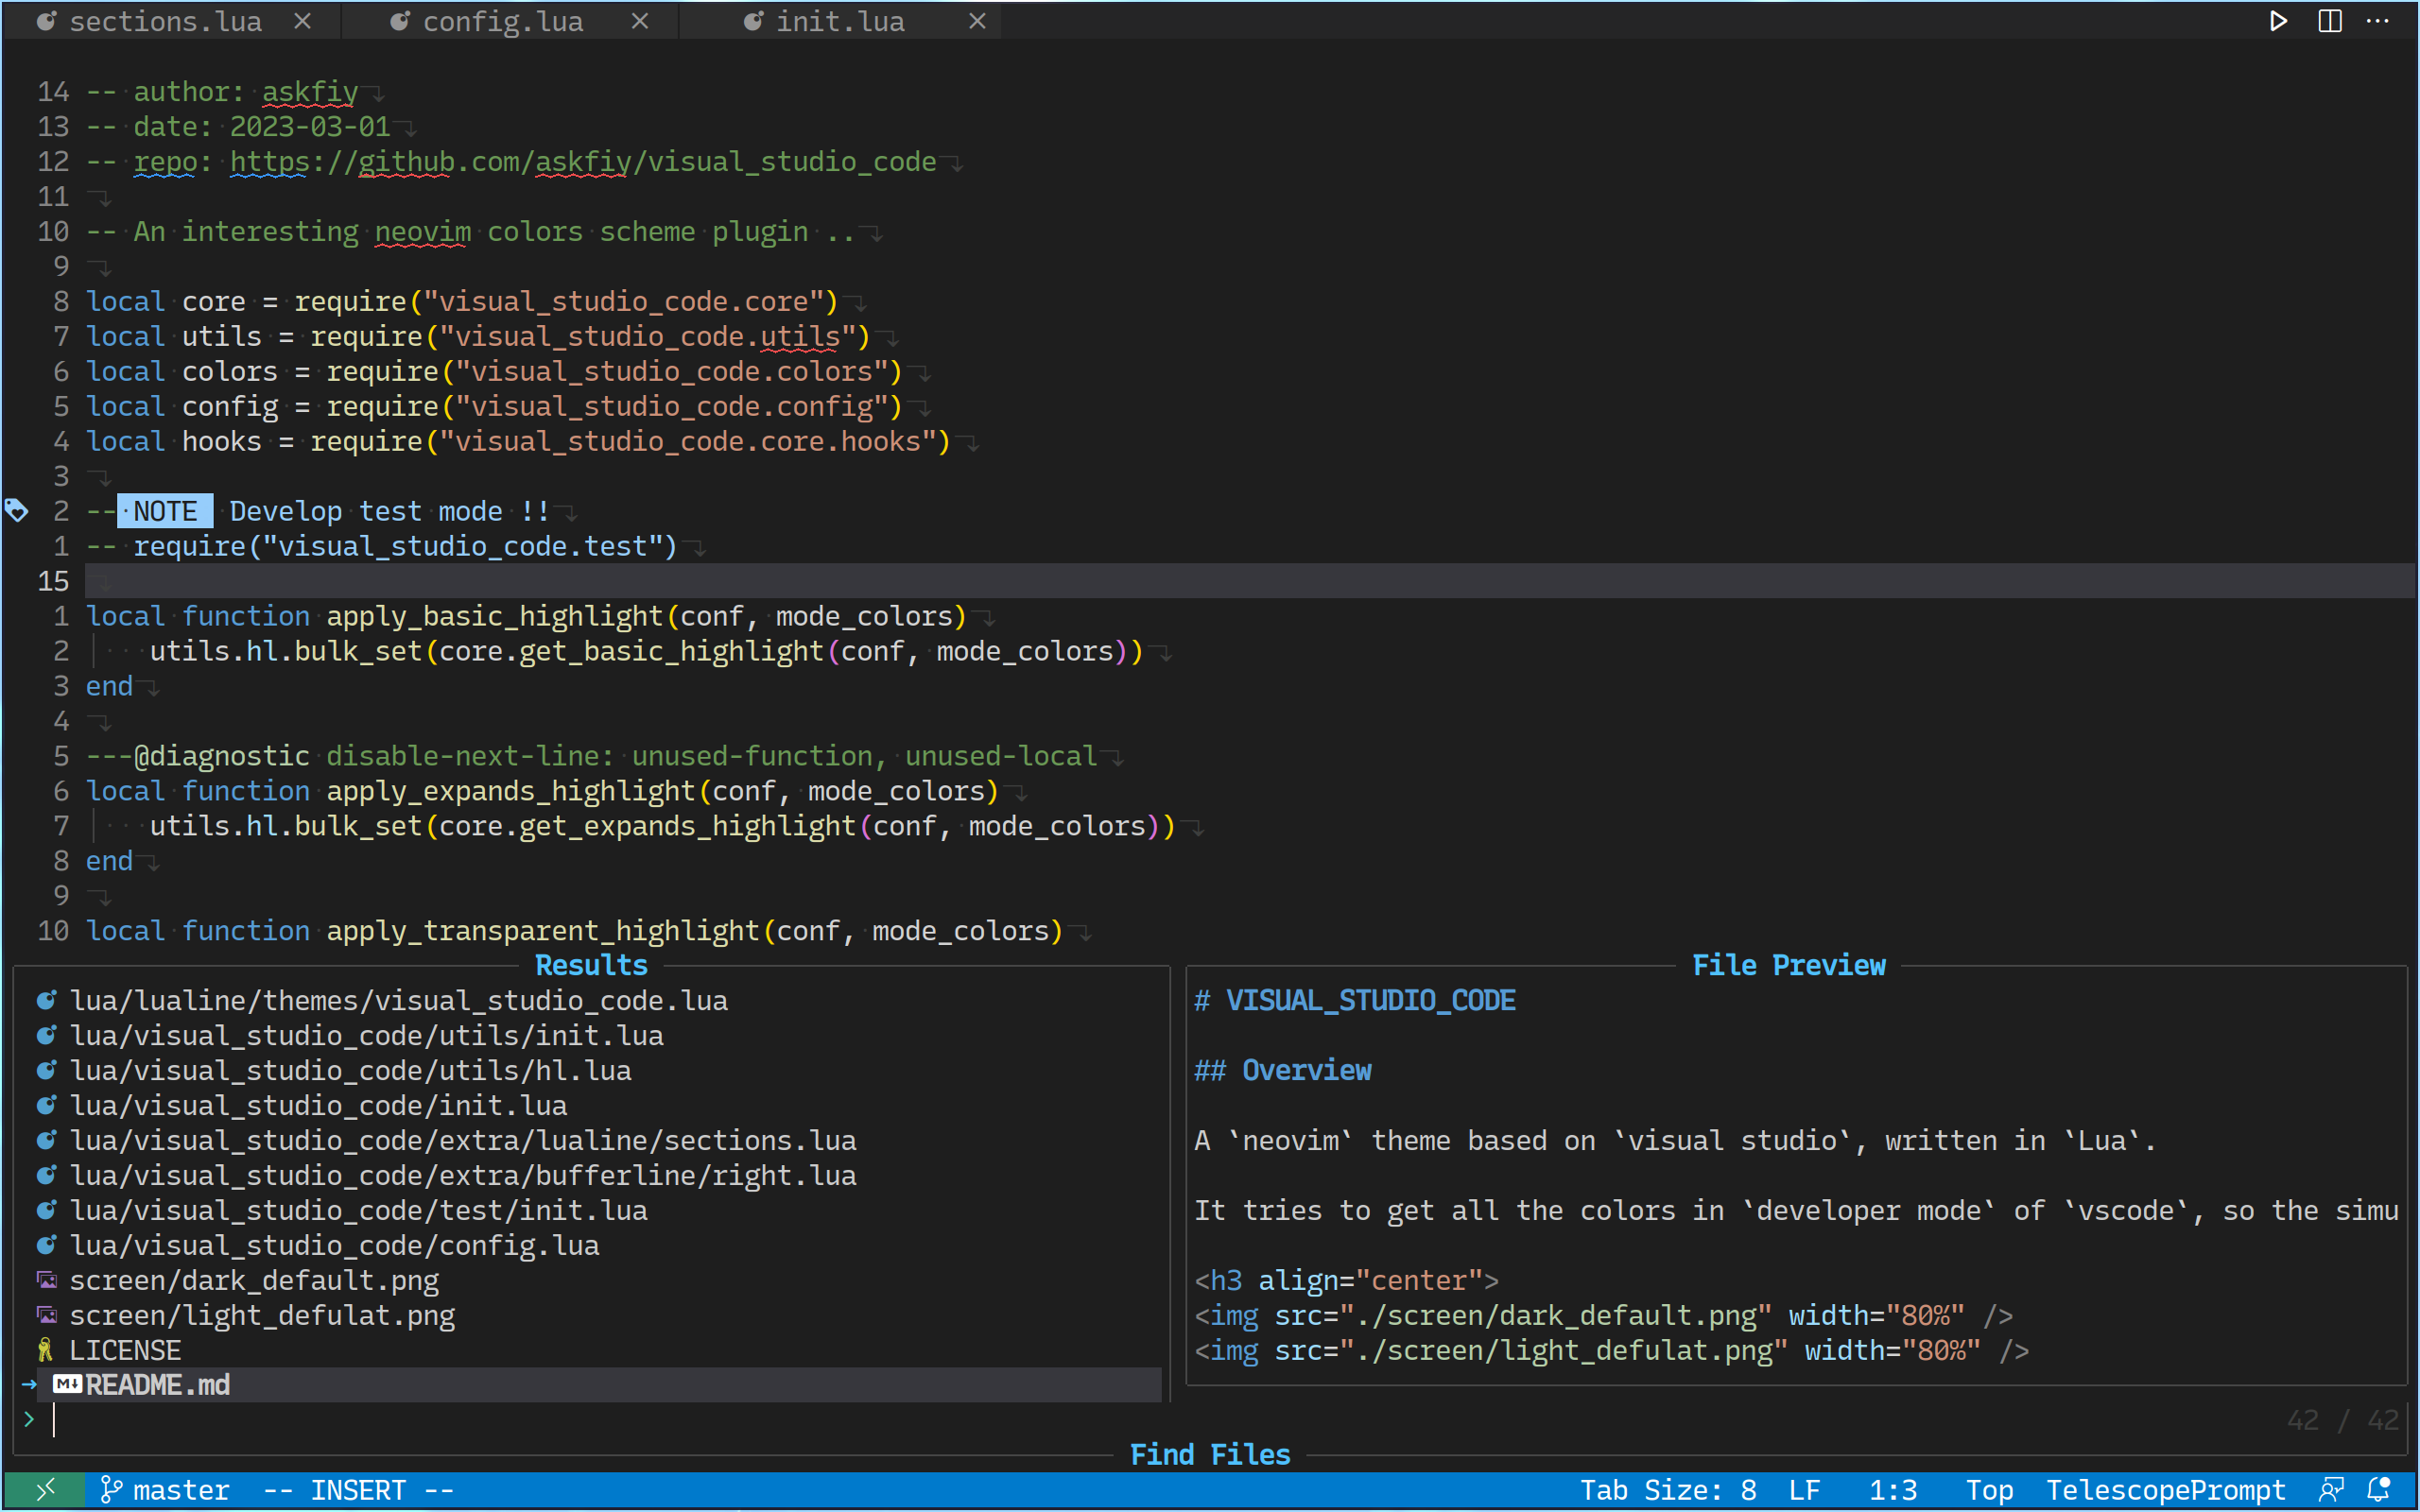 sections.lua × config.lua × init.lua ×
14 -- author: askfiy
13 -- date: 2023-03-01
12 -- repo: https://github.com/askfiy/visual_studio_code
11
10 -- An interesting neovim colors scheme plugin ..
9
8 local core = require("visual_studio_code.core")
7 local utils = require("visual_studio_code.utils")
6 local colors = require("visual_studio_code.colors")
5 local config = require("visual_studio_code.config")
4 local hooks = require("visual_studio_code.core.hooks")
3
2 -- NOTE Develop test mode !!
1 -- require("visual_studio_code.test")
15
1 local function apply_basic_highlight(conf, mode_colors)
2 utils.hl.bulk_set(core.get_basic_highlight(conf, mode_colors))
3 end
4
5 ---@diagnostic disable-next-line: unused-function, unused-local
6 local function apply_expands_highlight(conf, mode_colors)
7 utils.hl.bulk_set(core.get_expands_highlight(conf, mode_colors))
8 end
9
10 local function apply_transparent_highlight(conf, mode_colors)
Results
lua/lualine/themes/visual_studio_code.lua
lua/visual_studio_code/utils/init.lua
lua/visual_studio_code/utils/hl.lua
lua/visual_studio_code/init.lua
lua/visual_studio_code/extra/lualine/sections.lua
lua/visual_studio_code/extra/bufferline/right.lua
lua/visual_studio_code/test/init.lua
lua/visual_studio_code/config.lua
screen/dark_default.png
screen/light_defulat.png
LICENSE
README.md
>
File Preview
# VISUAL_STUDIO_CODE
## Overview
A `neovim` theme based on `visual studio`, written in `Lua`.
It tries to get all the colors in `developer mode` of `vscode`, so the simu
<h3 align="center">
<img src="./screen/dark_default.png" width="80%" />
<img src="./screen/light_defulat.png" width="80%" />
42 / 42
Find Files
master -- INSERT -- Tab Size: 8 LF 1:3 Top TelescopePrompt